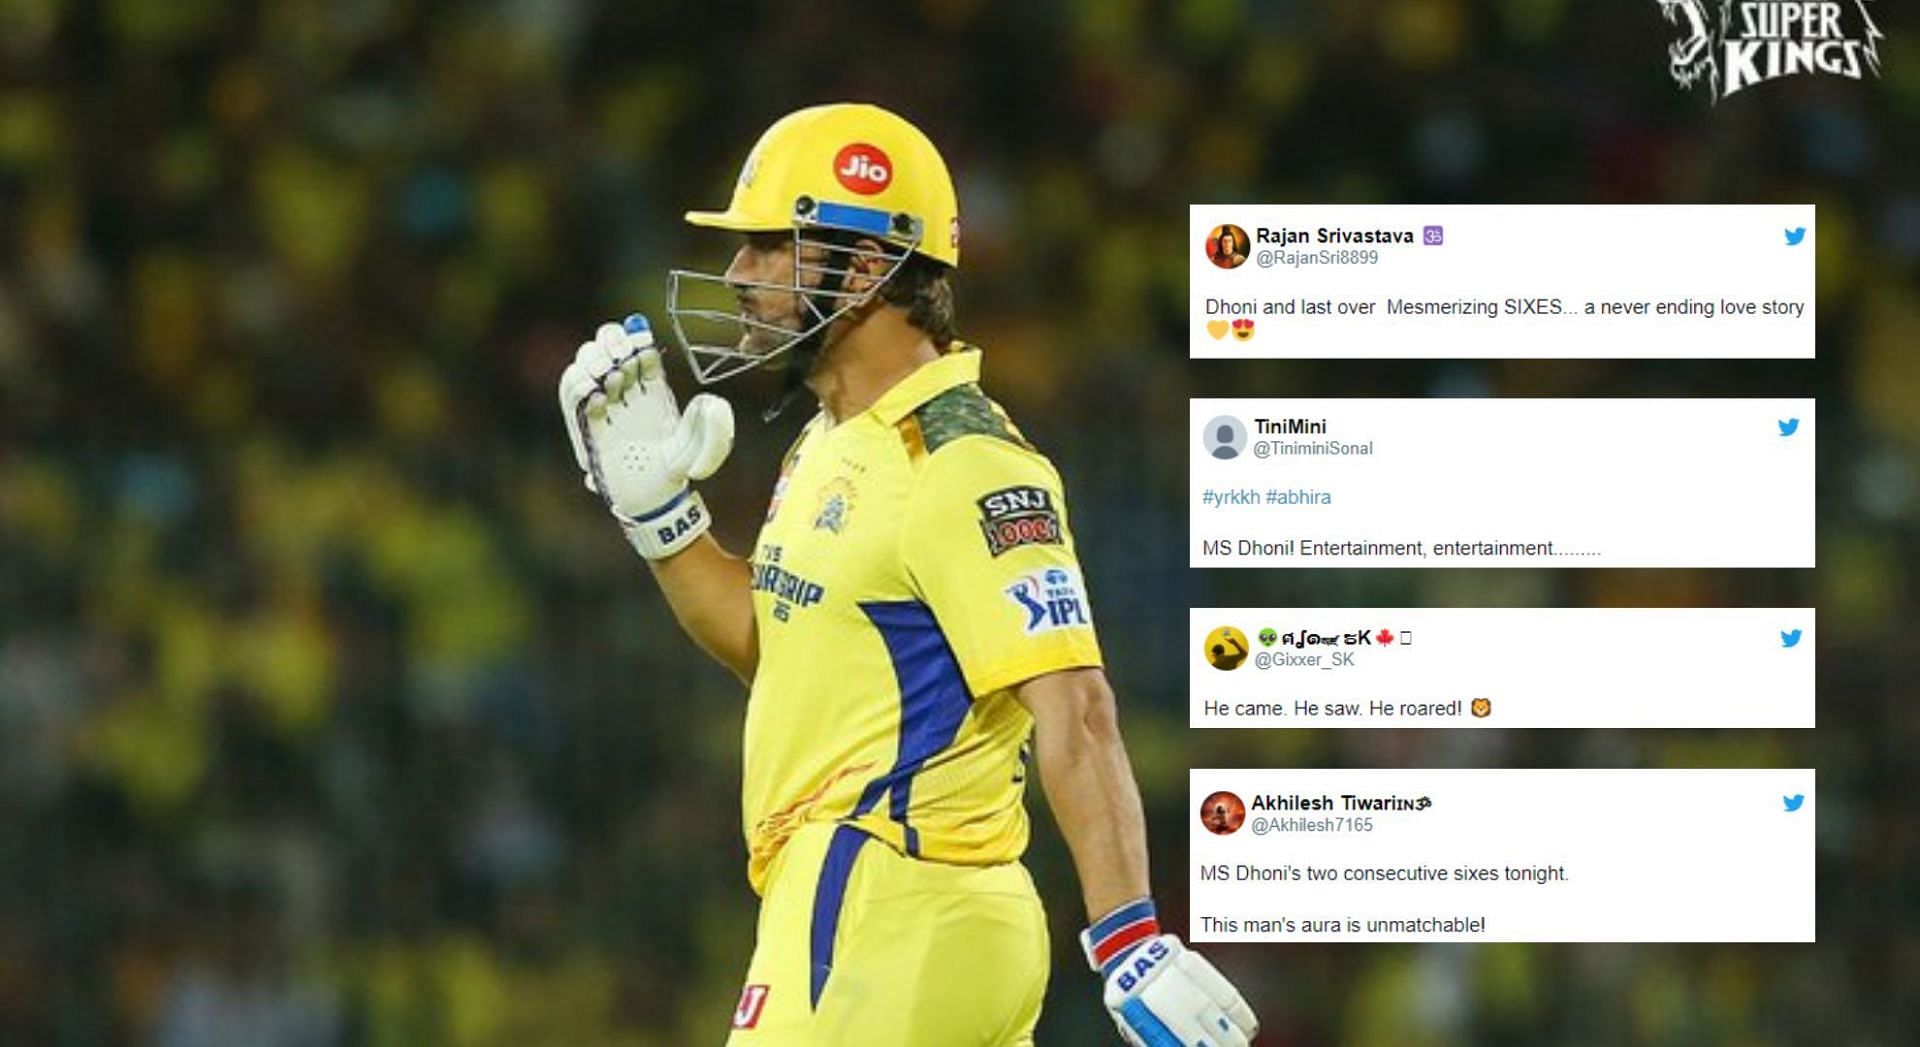 SUPER
KINGS
Jio
BAS
SNJ
10000
TVS
TATA
IPL
BAS
Rajan Srivastava 🕉
@RajanSri8899
Dhoni and last over Mesmerizing SIXES... a never ending love story
💛😍
TiniMini
@TiniminiSonal
#yrkkh #abhira
MS Dhoni! Entertainment, entertainment.........
@Gixxer_SK
He came. He saw. He roared! 🦁
Akhilesh Tiwariɪɴॐ
@Akhilesh7165
MS Dhoni's two consecutive sixes tonight.
This man's aura is unmatchable!